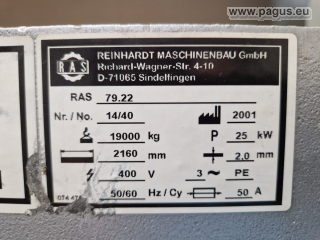 www.pagus.eu
RAS
REINHARDT MASCHINENBAU GmbH
Richard-Wagner-Str. 4-10
D-71065 Sindelfingen
RAS 79.22
Nr. / No. 14/40 2001
19000 kg P 25 kW
2160 mm 2,0 mm
400 V 3 ~ PE
50/60 Hz / Cy 50 A